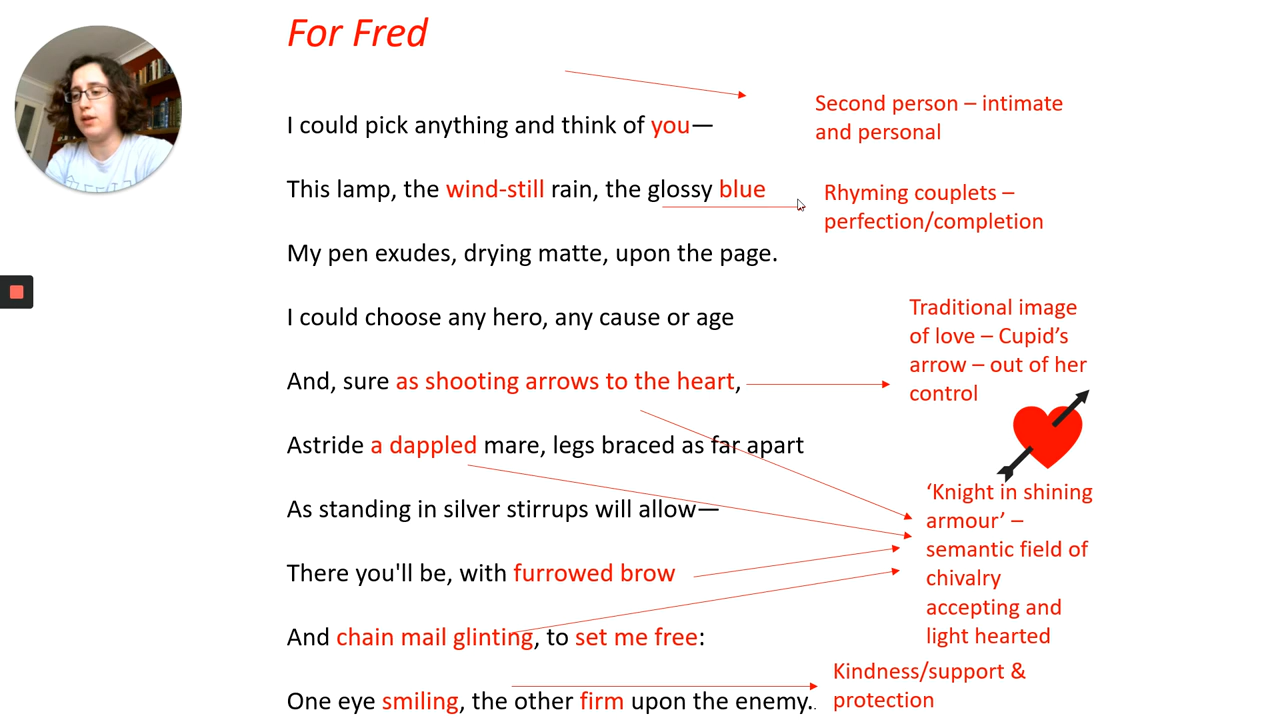 For Fred
I could pick anything and think of you—
This lamp, the wind-still rain, the glossy blue
My pen exudes, drying matte, upon the page.
I could choose any hero, any cause or age
And, sure as shooting arrows to the heart,
Astride a dappled mare, legs braced as far apart
As standing in silver stirrups will allow—
There you'll be, with furrowed brow
And chain mail glinting, to set me free:
One eye smiling, the other firm upon the enemy..
Second person – intimate
and personal
Rhyming couplets –
perfection/completion
Traditional image
of love – Cupid's
arrow – out of her
control
‘Knight in shining
armour’ –
semantic field of
chivalry
accepting and
light hearted
Kindness/support &
protection